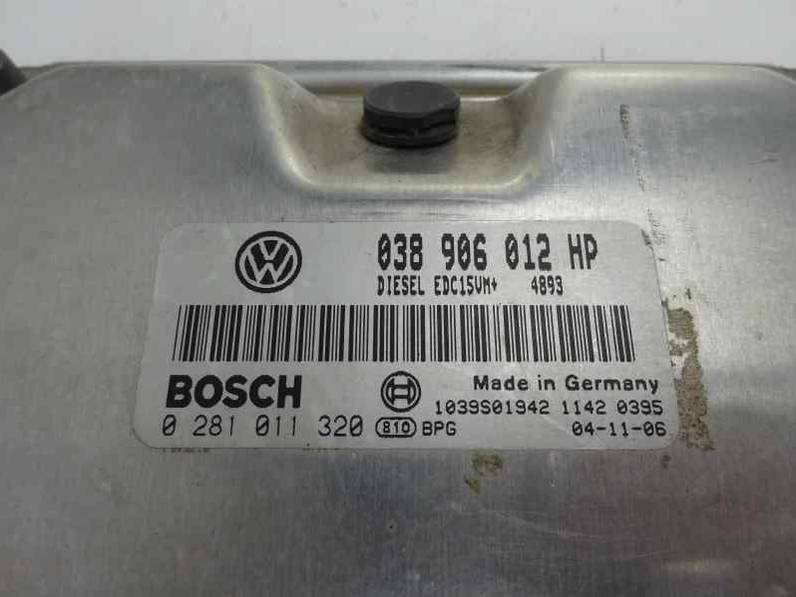 038 906 012 HP
DIESEL EDC15VM+ 4893
BOSCH
Made in Germany
1039S01942 1142 0395
0 281 011 320 810 BPG 04-11-06